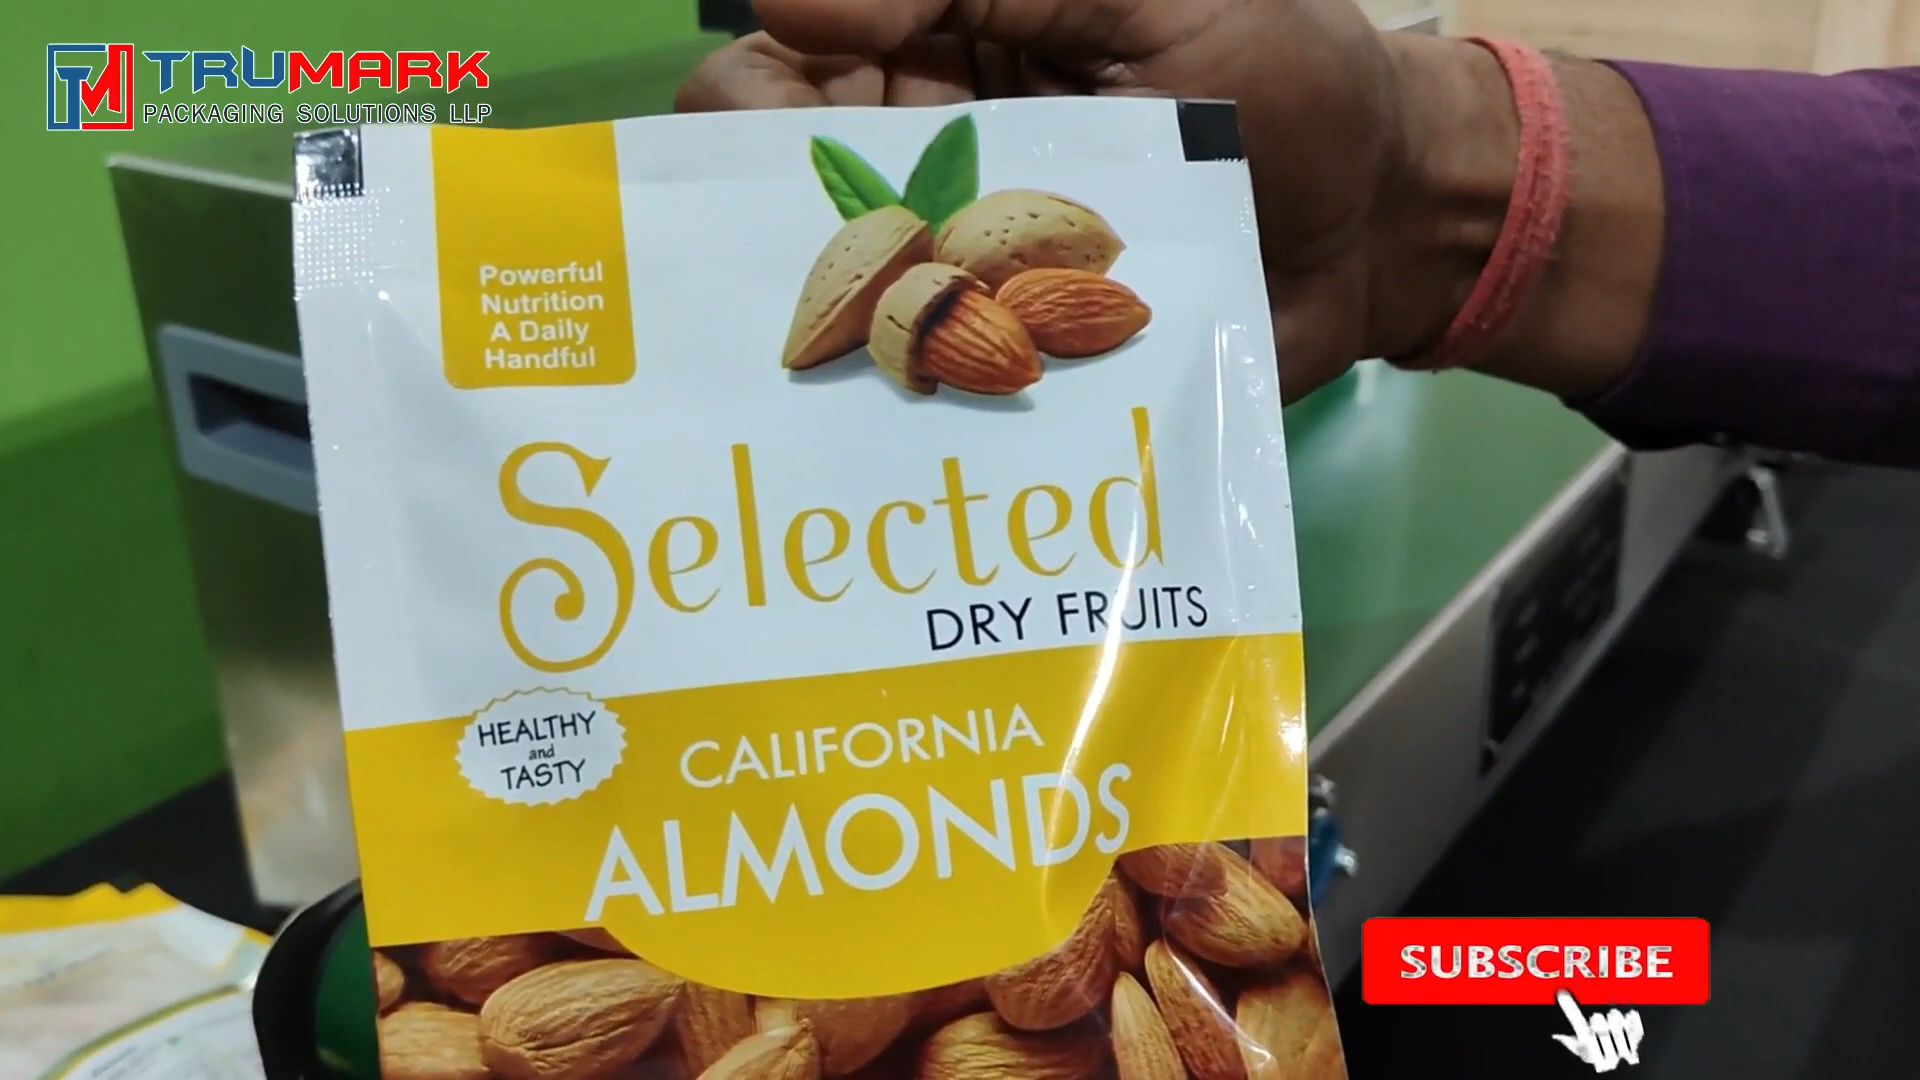 TRUMARK
PACKAGING SOLUTIONS LLP
Powerful
Nutrition
A Daily
Handful
Selected
DRY FRUITS
HEALTHY
and
TASTY
CALIFORNIA
ALMONDS
SUBSCRIBE